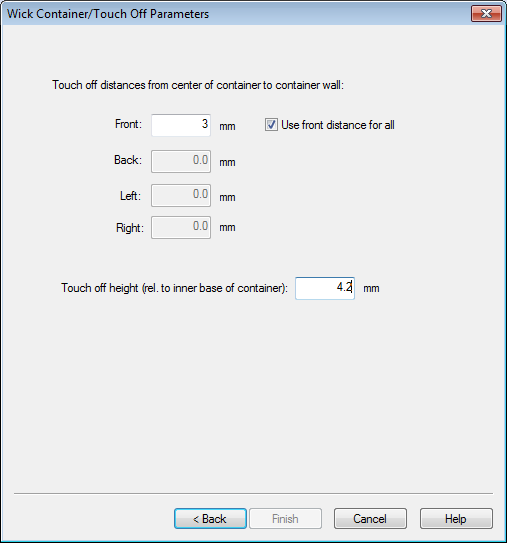 Wick Container/Touch Off Parameters
Touch off distances from center of container to container wall:
Front: 3 mm Use front distance for all
Back: 0.0 mm
Left: 0.0 mm
Right: 0.0 mm
Touch off height (rel. to inner base of container): 4.2 mm
< Back Finish Cancel Help